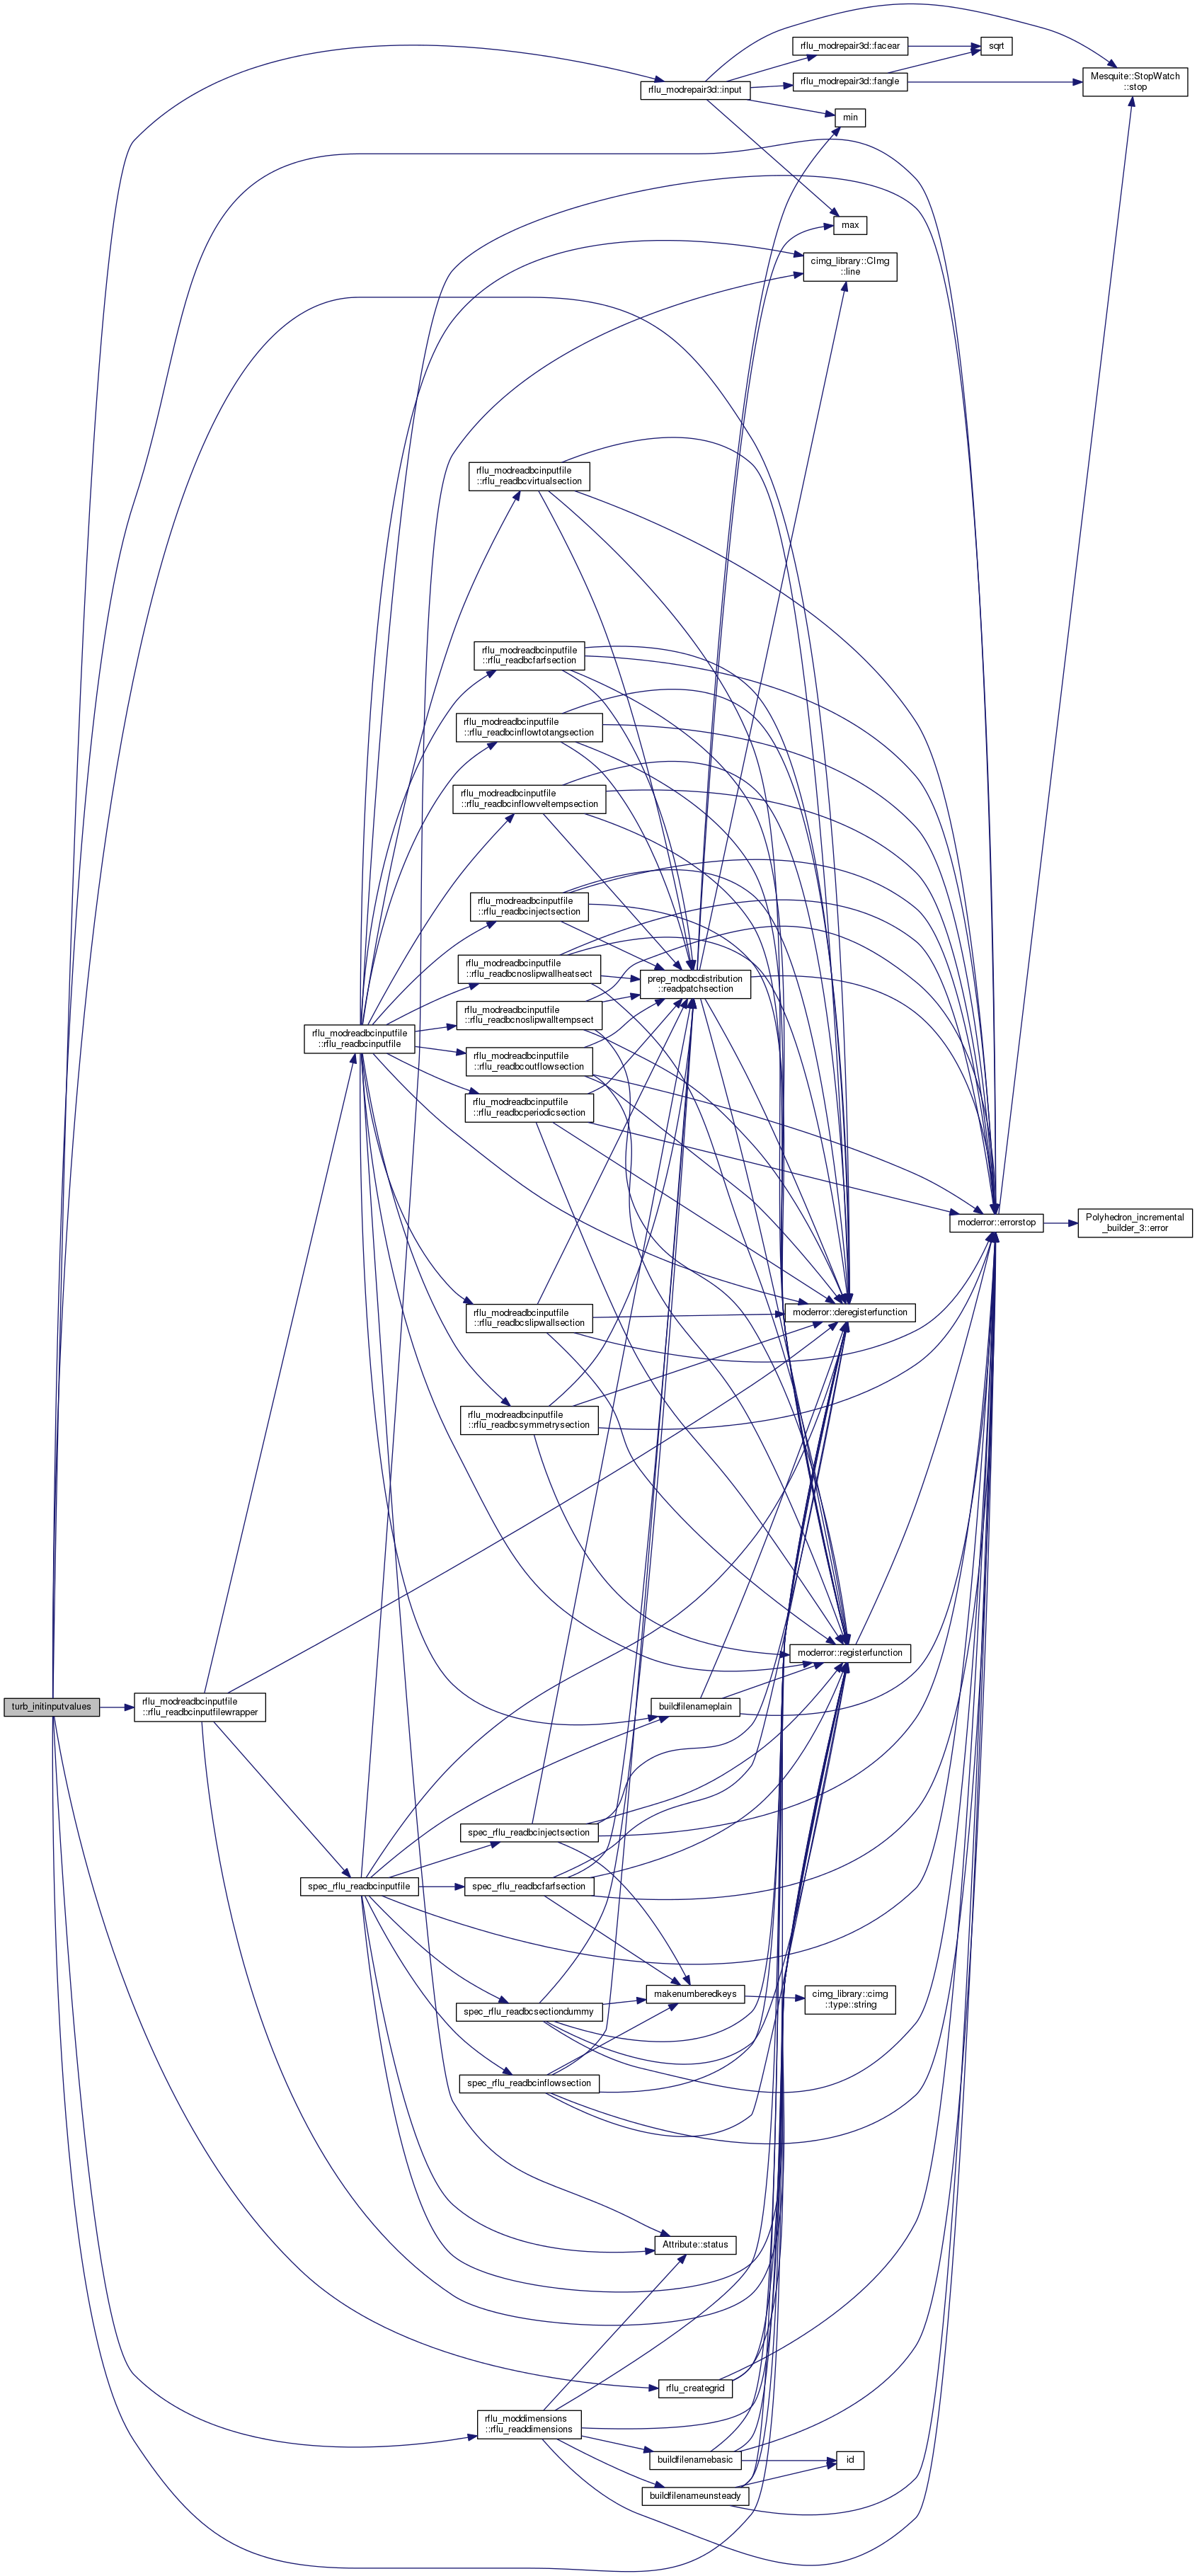 rflu_modrepair3d::facear
sqrt
rflu_modrepair3d::input
rflu_modrepair3d::fangle
Mesquite::StopWatch
::stop
min
max
cimg_library::CImg
::line
rflu_modreadbcinputfile
::rflu_readbcvirtualsection
rflu_modreadbcinputfile
::rflu_readbcfarfsection
rflu_modreadbcinputfile
::rflu_readbcinflowtotangsection
rflu_modreadbcinputfile
::rflu_readbcinflowveltempsection
rflu_modreadbcinputfile
::rflu_readbcinjectsection
rflu_modreadbcinputfile
::rflu_readbcnoslipwallheatsect
prep_modbcdistribution
::readpatchsection
rflu_modreadbcinputfile
::rflu_readbcnoslipwalltempsect
rflu_modreadbcinputfile
::rflu_readbcinputfile
rflu_modreadbcinputfile
::rflu_readbcoutflowsection
rflu_modreadbcinputfile
::rflu_readbcperiodicsection
moderror::errorstop
Polyhedron_incremental
_builder_3::error
rflu_modreadbcinputfile
::rflu_readbcslipwallsection
moderror::deregisterfunction
rflu_modreadbcinputfile
::rflu_readbcsymmetrysection
moderror::registerfunction
turb_initinputvalues
rflu_modreadbcinputfile
::rflu_readbcinputfilewrapper
buildfilenameplain
spec_rflu_readbcinjectsection
spec_rflu_readbcinputfile
spec_rflu_readbcfarfsection
makenumberedkeys
cimg_library::cimg
::type::string
spec_rflu_readbcsectiondummy
spec_rflu_readbcinflowsection
Attribute::status
rflu_creategrid
rflu_moddimensions
::rflu_readdimensions
buildfilenamebasic
id
buildfilenameunsteady